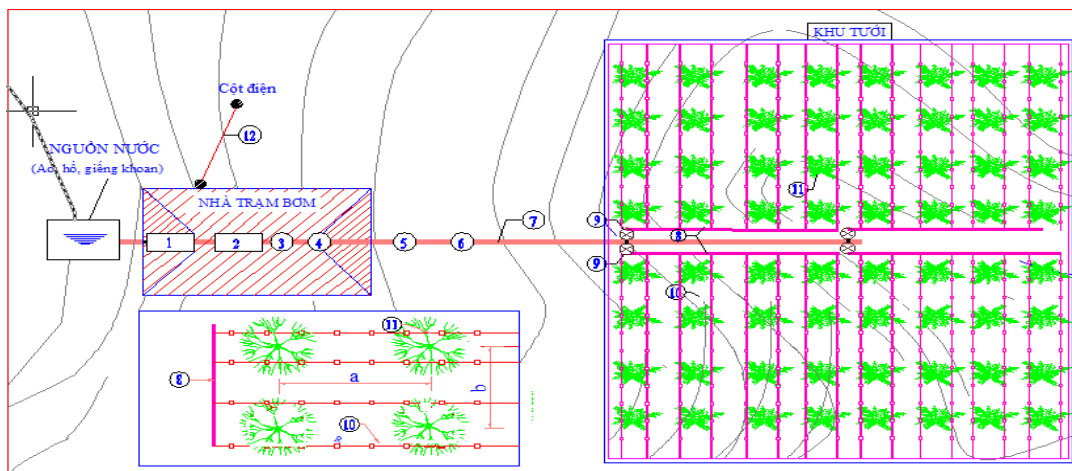 KHU TƯỚI
Cột điện
12
NGUỒN NƯỚC
(Ao, hồ, giếng khoan)
11
NHÀ TRẠM BƠM
9
8
7
1
2
3
4
5
6
9
10
11
8
a
b
10